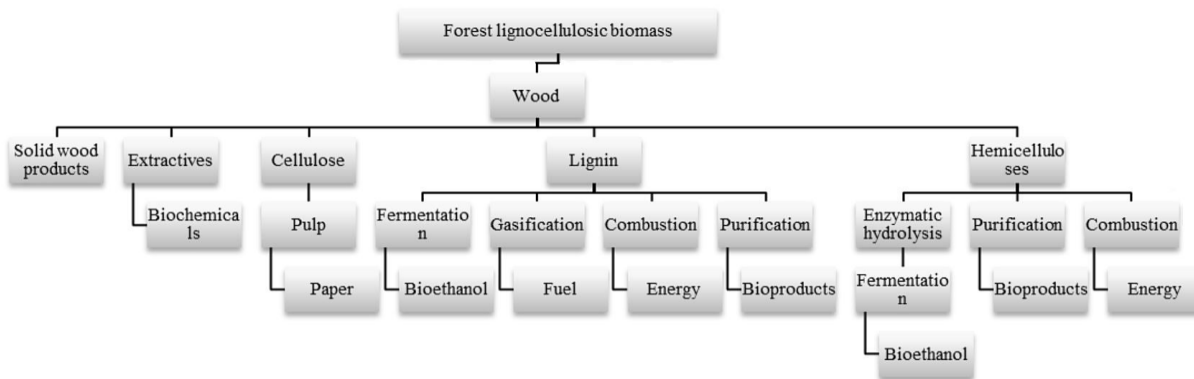 Forest lignocellulosic biomass
Wood
Solid wood
products
Extractives
Cellulose
Lignin
Hemicellulo
ses
Biochemica
ls
Pulp
Fermentatio
n
Gasification
Combustion
Purification
Enzymatic
hydrolysis
Purification
Combustion
Paper
Bioethanol
Fuel
Energy
Bioproducts
Fermentatio
n
Bioproducts
Energy
Bioethanol